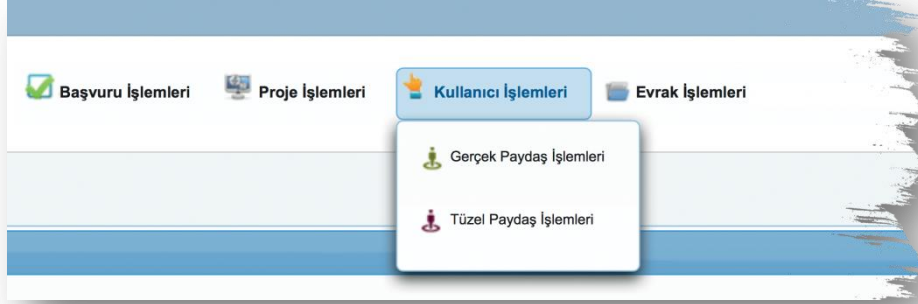 Başvuru İşlemleri
Proje İşlemleri
Kullanıcı İşlemleri
Evrak İşlemleri
Gerçek Paydaş İşlemleri
Tüzel Paydaş İşlemleri